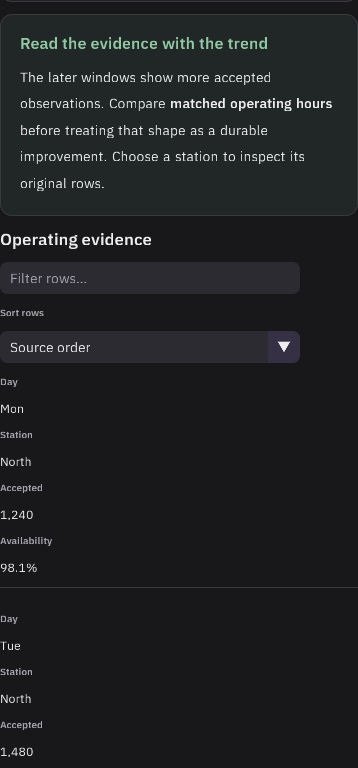 Read the evidence with the trend
The later windows show more accepted
observations. Compare matched operating hours
before treating that shape as a durable
improvement. Choose a station to inspect its
original rows.
Operating evidence
Filter rows...
Sort rows
Source order
Day
Mon
Station
North
Accepted
1,240
Availability
98.1%
Day
Tue
Station
North
Accepted
1,480